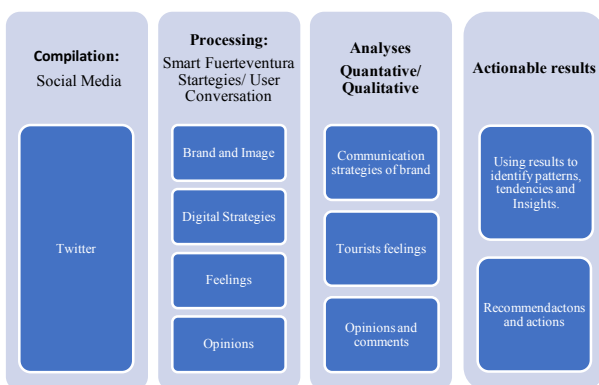 Compilation:
Social Media
Twitter
Processing:
Smart Fuerteventura
Startegies/ User
Conversation
Brand and Image
Digital Strategies
Feelings
Opinions
Analyses
Quantative/
Qualitative
Communication
strategies of brand
Tourists feelings
Opinions and
comments
Actionable results
Using results to
identify patterns,
tendencies and
Insights.
Recommendactons
and actions